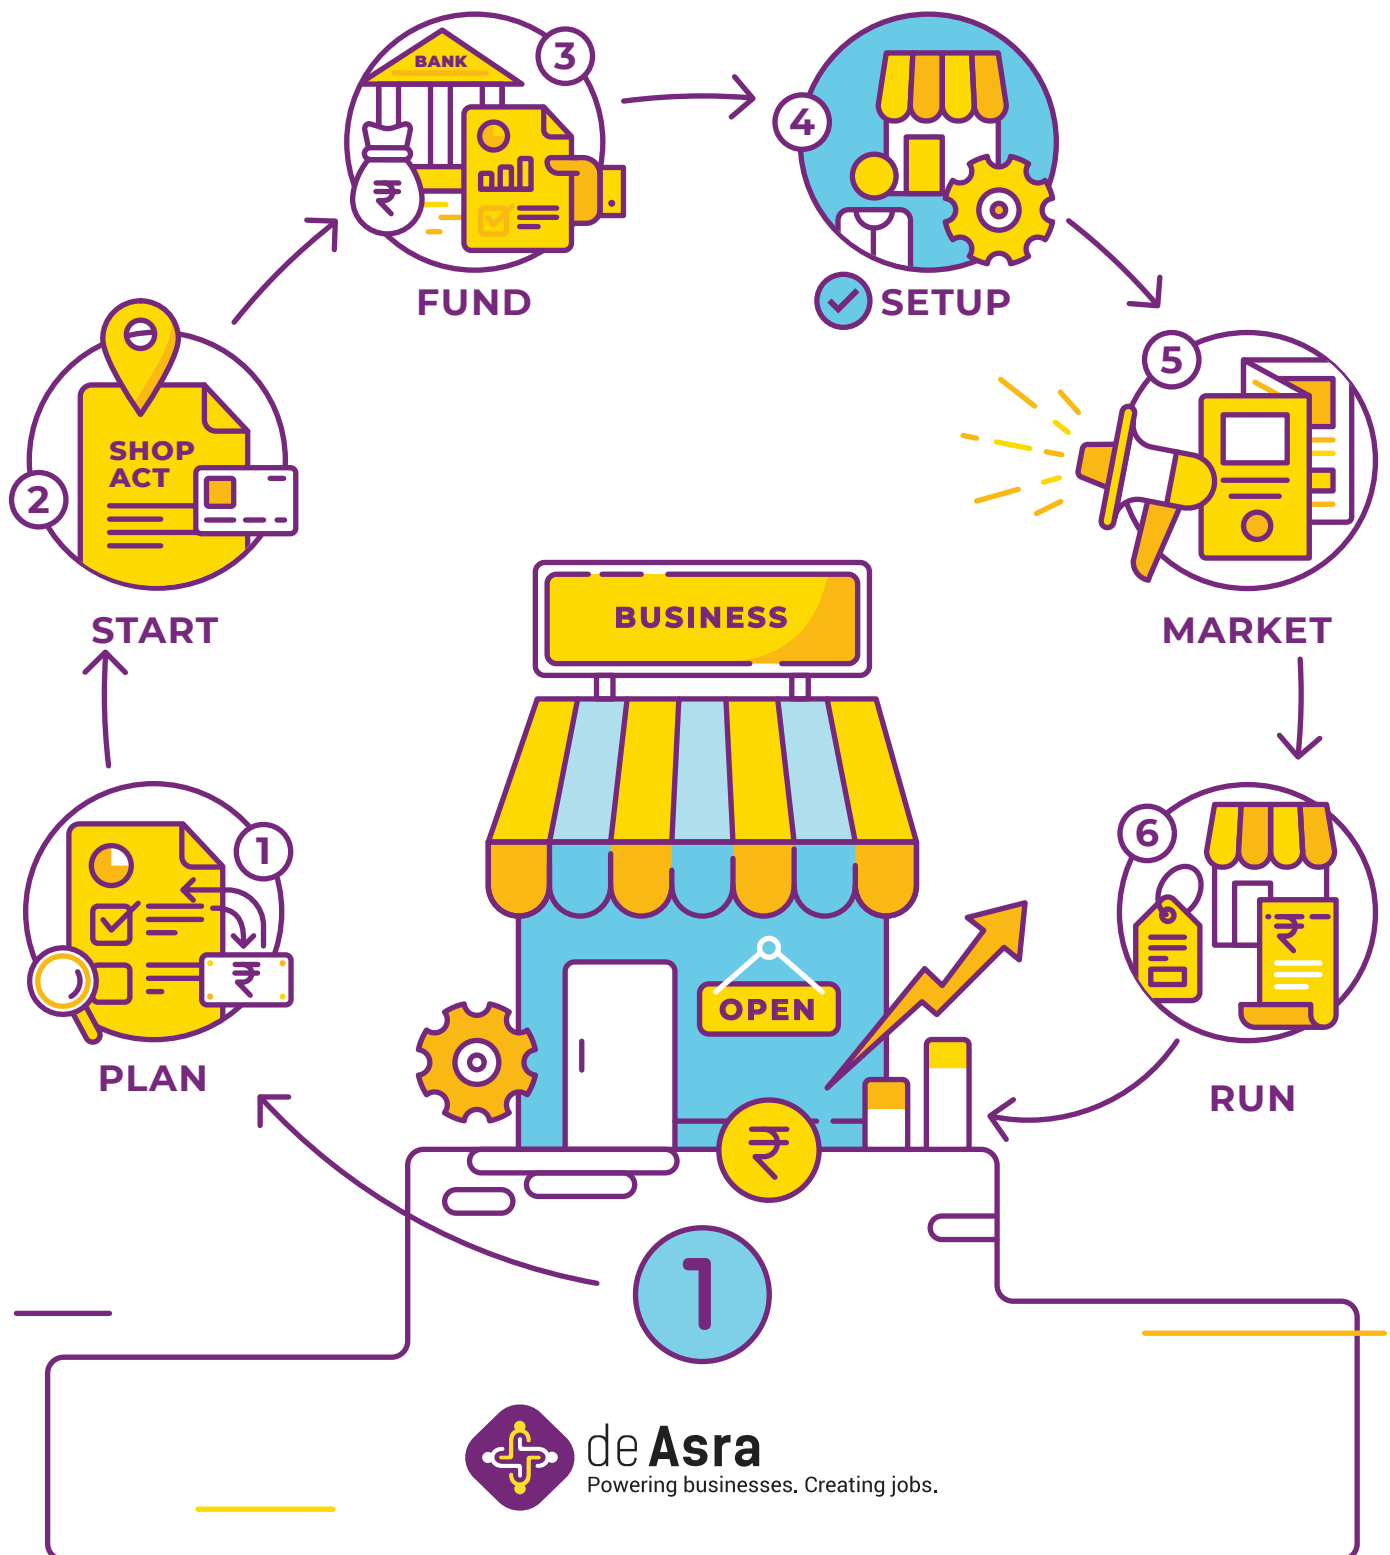 BANK
3
₹
FUND
4
SETUP
5
MARKET
SHOP
ACT
2
START
BUSINESS
1
₹
PLAN
6
₹
RUN
OPEN
₹
1
de Asra
Powering businesses. Creating jobs.